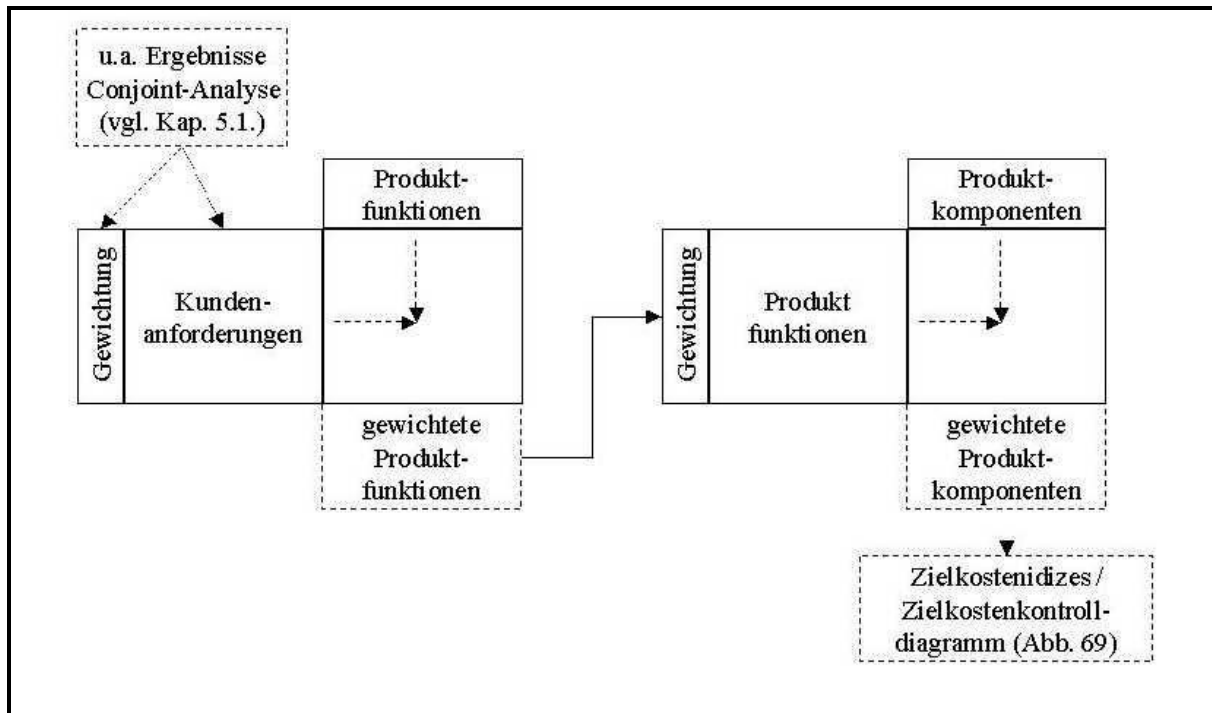 u.a. Ergebnisse
Conjoint-Analyse
(vgl. Kap. 5.1.)
Produkt-
funktionen
Gewichtung
Kunden-
anforderungen
gewichtete
Produkt-
funktionen
Produkt-
komponenten
Gewichtung
Produkt
funktionen
gewichtete
Produkt-
komponenten
Zielkostenidizes /
Zielkostenkontroll-
diagramm (Abb. 69)